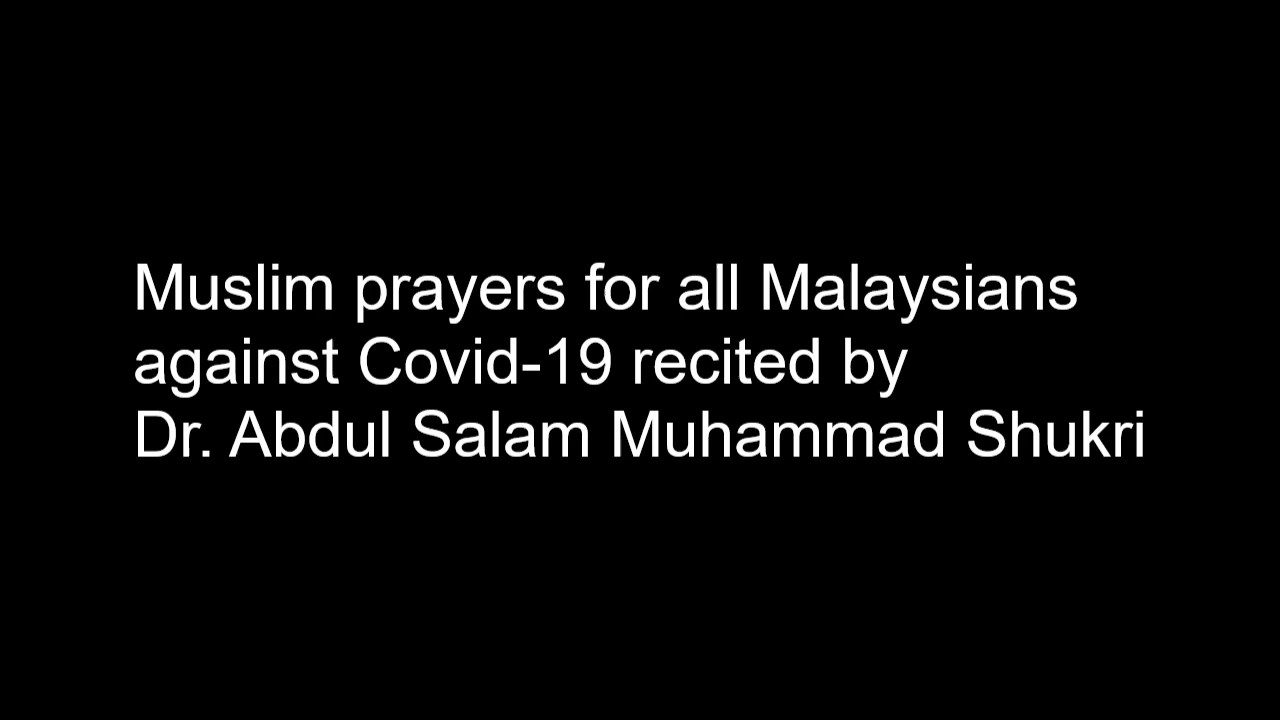 Muslim prayers for all Malaysians
against Covid-19 recited by
Dr. Abdul Salam Muhammad Shukri